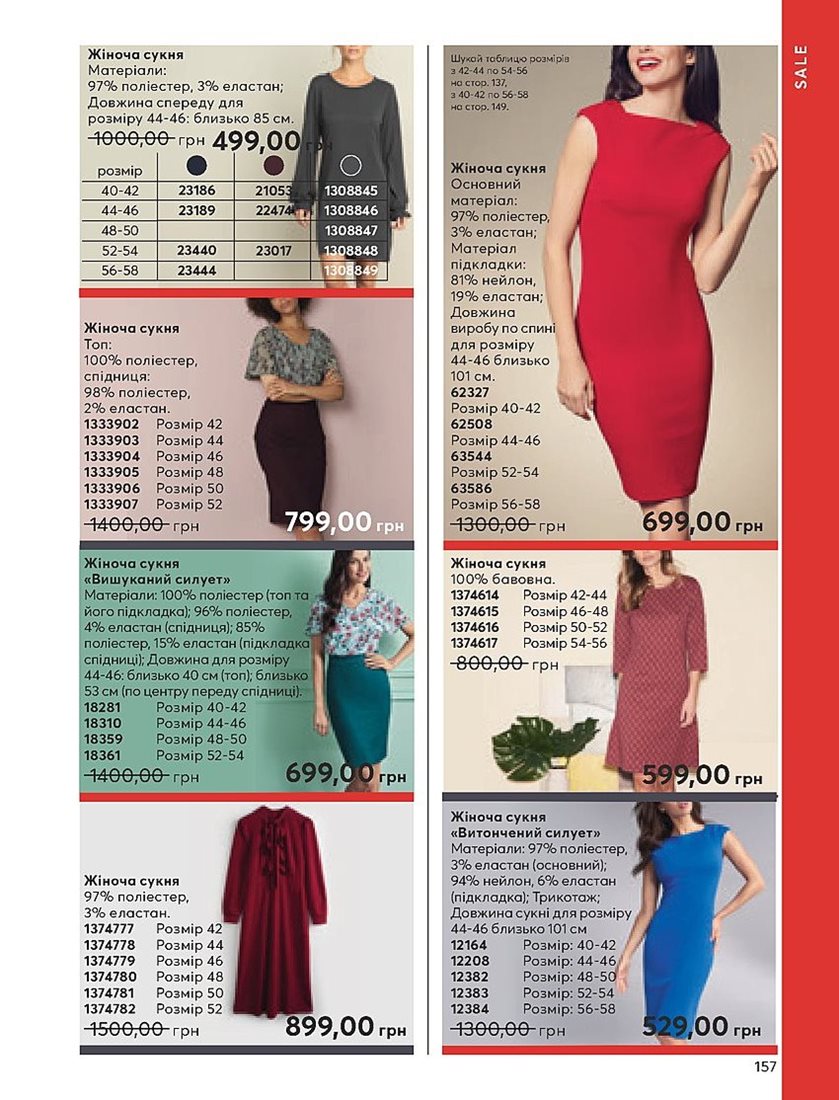 Жіноча сукня
Матеріали:
97% поліестер, 3% еластан;
Довжина спереду для
розміру 44-46: близько 85 см.
1000,00 грн 499,00 грн
розмір
40-42 23186 21053 1308845
44-46 23189 22474 1308846
48-50 1308847
52-54 23440 23017 1308848
56-58 23444 1308849
Жіноча сукня
Топ:
100% поліестер,
спідниця:
98% поліестер,
2% еластан.
1333902 Розмір 42
1333903 Розмір 44
1333904 Розмір 46
1333905 Розмір 48
1333906 Розмір 50
1333907 Розмір 52
1400,00 грн 799,00 грн
Жіноча сукня
«Вишуканий силует»
Матеріали: 100% поліестер (топ та
його підкладка); 96% поліестер,
4% еластан (спідниця); 85%
поліестер, 15% еластан (підкладка
спідниці); Довжина для розміру
44-46: близько 40 см (топ); близько
53 см (по центру переду спідниці).
18281 Розмір 40-42
18310 Розмір 44-46
18359 Розмір 48-50
18361 Розмір 52-54
1400,00 грн 699,00 грн
Жіноча сукня
97% поліестер,
3% еластан.
1374777 Розмір 42
1374778 Розмір 44
1374779 Розмір 46
1374780 Розмір 48
1374781 Розмір 50
1374782 Розмір 52
1500,00 грн 899,00 грн
Шукай таблицю розмірів
з 42-44 по 54-56
на стор. 137,
з 40-42 по 56-58
на стор. 149.
Жіноча сукня
Основний
матеріал:
97% поліестер,
3% еластан;
Матеріал
підкладки:
81% нейлон,
19% еластан;
Довжина
виробу по спині
для розміру
44-46 близько
101 см.
62327
Розмір 40-42
62508
Розмір 44-46
63544
Розмір 52-54
63586
Розмір 56-58
1300,00 грн 699,00 грн
Жіноча сукня
100% бавовна.
1374614 Розмір 42-44
1374615 Розмір 46-48
1374616 Розмір 50-52
1374617 Розмір 54-56
800,00 грн
599,00 грн
Жіноча сукня
«Витончений силует»
Матеріали: 97% поліестер,
3% еластан (основний);
94% нейлон, 6% еластан
(підкладка); Трикотаж;
Довжина сукні для розміру
44-46 близько 101 см
12164 Розмір: 40-42
12208 Розмір: 44-46
12382 Розмір: 48-50
12383 Розмір: 52-54
12384 Розмір: 56-58
1300,00 грн 529,00 грн
SALE
157